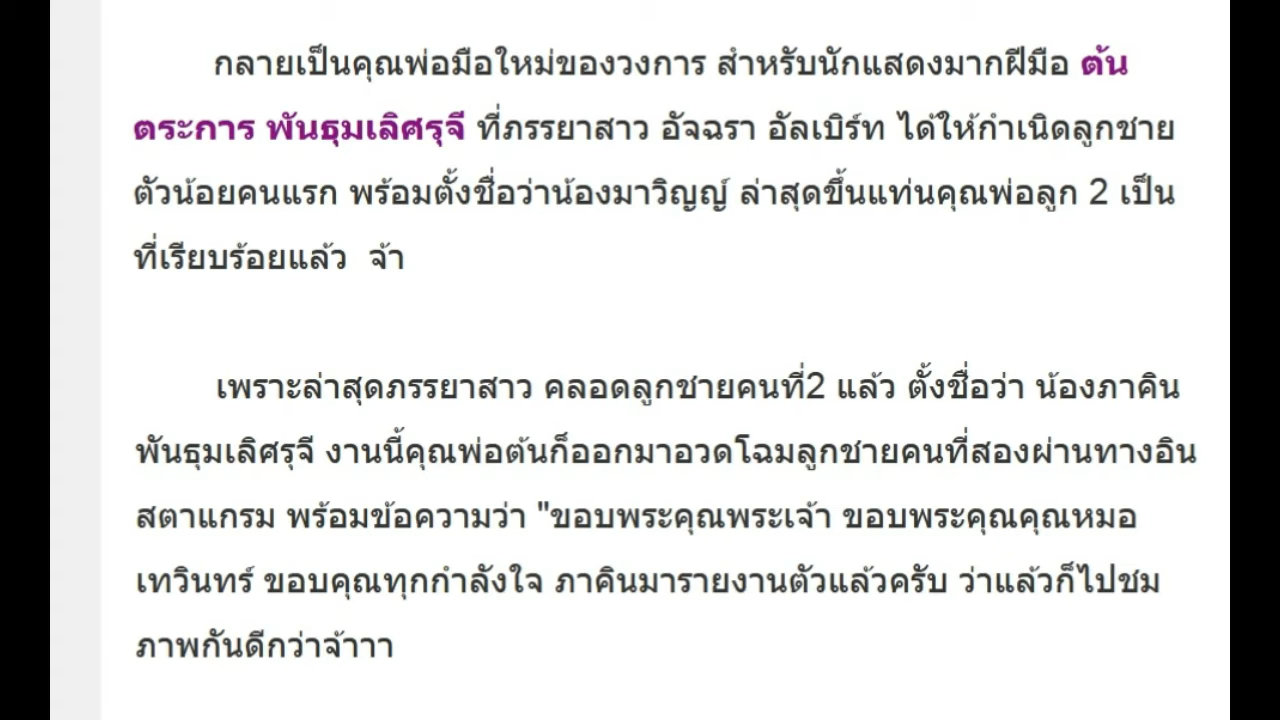 กลายเป็นคุณพ่อมือใหม่ของวงการ สำหรับนักแสดงมากฝีมือ ต้น
ตระการ พันธุมเลิศรุจี ที่ภรรยาสาว อัจฉรา อัลเบิร์ท ได้ให้กำเนิดลูกชาย
ตัวน้อยคนแรก พร้อมตั้งชื่อว่าน้องมาวิญญ์ ล่าสุดขึ้นแท่นคุณพ่อลูก 2 เป็น
ที่เรียบร้อยแล้ว จ้า
เพราะล่าสุดภรรยาสาว คลอดลูกชายคนที่2 แล้ว ตั้งชื่อว่า น้องภาคิน
พันธุมเลิศรุจี งานนี้คุณพ่อต้นก็ออกมาอวดโฉมลูกชายคนที่สองผ่านทางอิน
สตาแกรม พร้อมข้อความว่า "ขอบพระคุณพระเจ้า ขอบพระคุณคุณหมอ
เทวินทร์ ขอบคุณทุกกำลังใจ ภาคินมารายงานตัวแล้วครับ ว่าแล้วก็ไปชม
ภาพกันดีกว่าจ้าาา